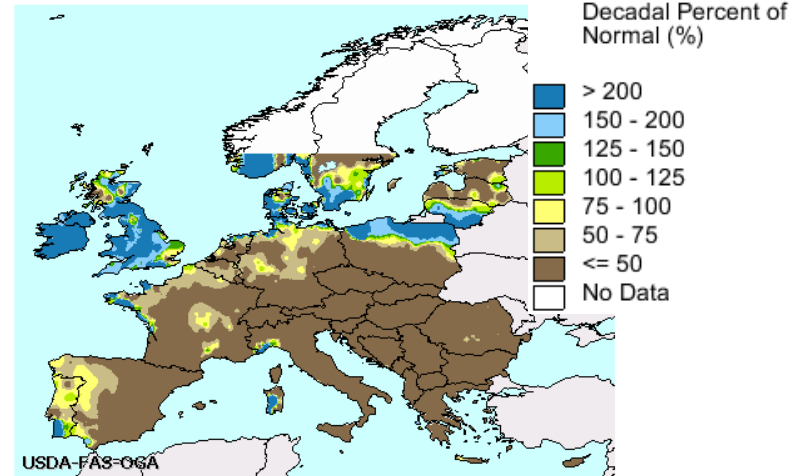 Decadal Percent of
Normal (%)
> 200
150 - 200
125 - 150
100 - 125
75 - 100
50 - 75
<= 50
No Data
USDA-FAS-OGA